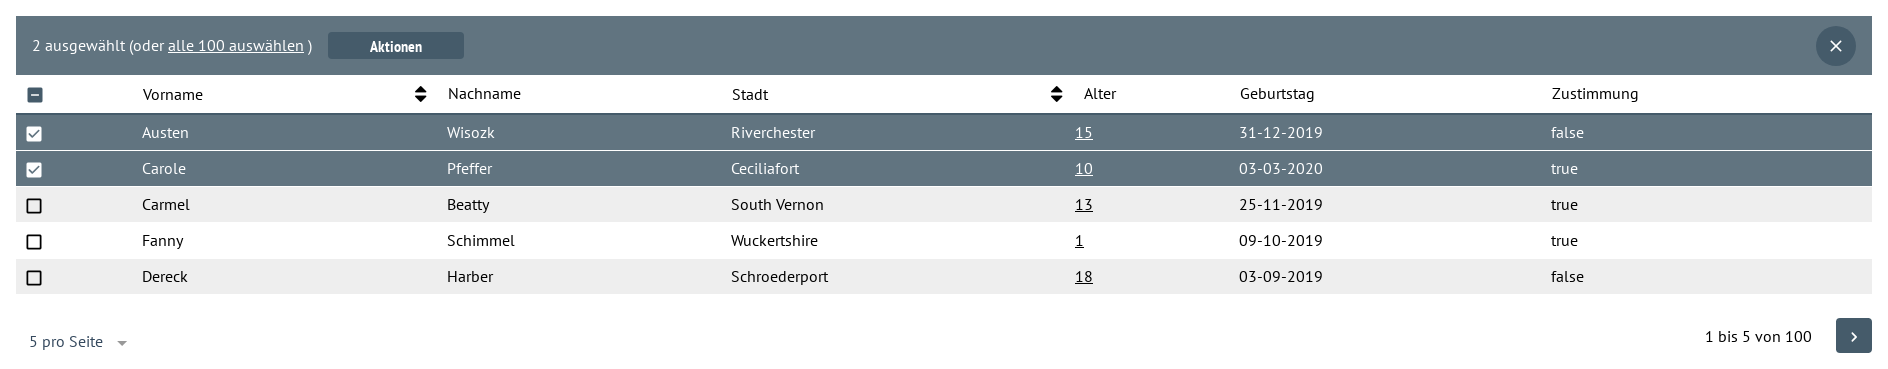 2 ausgewählt (oder alle 100 auswählen ) Aktionen
Vorname Nachname Stadt Alter Geburtstag Zustimmung
Austen Wisozk Riverchester 15 31-12-2019 false
Carole Pfeffer Ceciliafort 10 03-03-2020 true
Carmel Beatty South Vernon 13 25-11-2019 true
Fanny Schimmel Wuckertshire 1 09-10-2019 true
Dereck Harber Schroederport 18 03-09-2019 false
5 pro Seite 1 bis 5 von 100